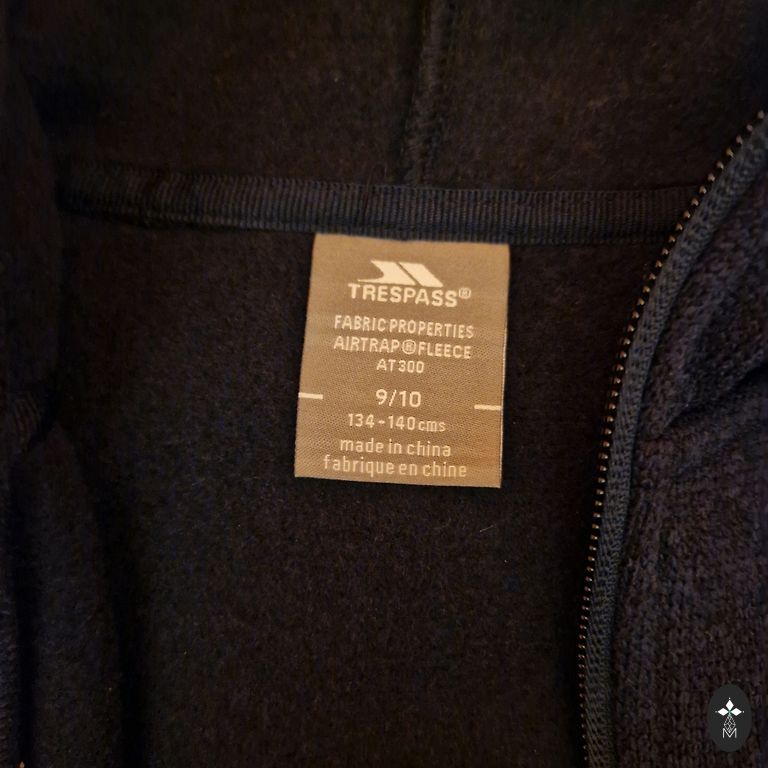 TRESPASS®
FABRIC PROPERTIES
AIRTRAP®FLEECE
AT300
9/10
134-140cms
made in china
fabrique en chine
M